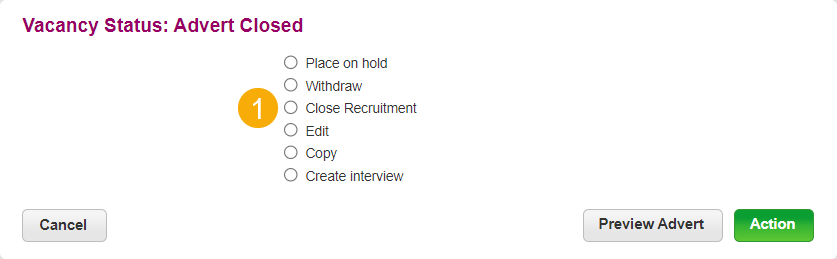 Vacancy Status: Advert Closed
Place on hold
Withdraw
1
Close Recruitment
Edit
Copy
Create interview
Cancel
Preview Advert
Action